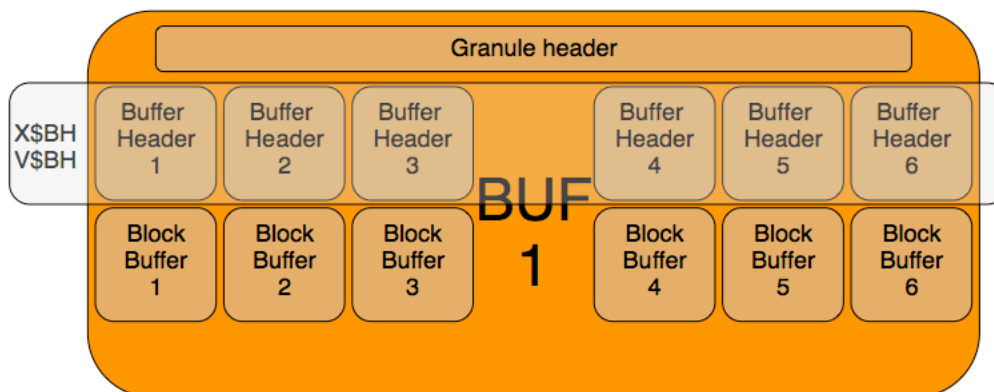 Granule header
X$BH
V$BH
Buffer
Header
1
Buffer
Header
2
Buffer
Header
3
Buffer
Header
4
Buffer
Header
5
Buffer
Header
6
BUF
1
Block
Buffer
1
Block
Buffer
2
Block
Buffer
3
Block
Buffer
4
Block
Buffer
5
Block
Buffer
6